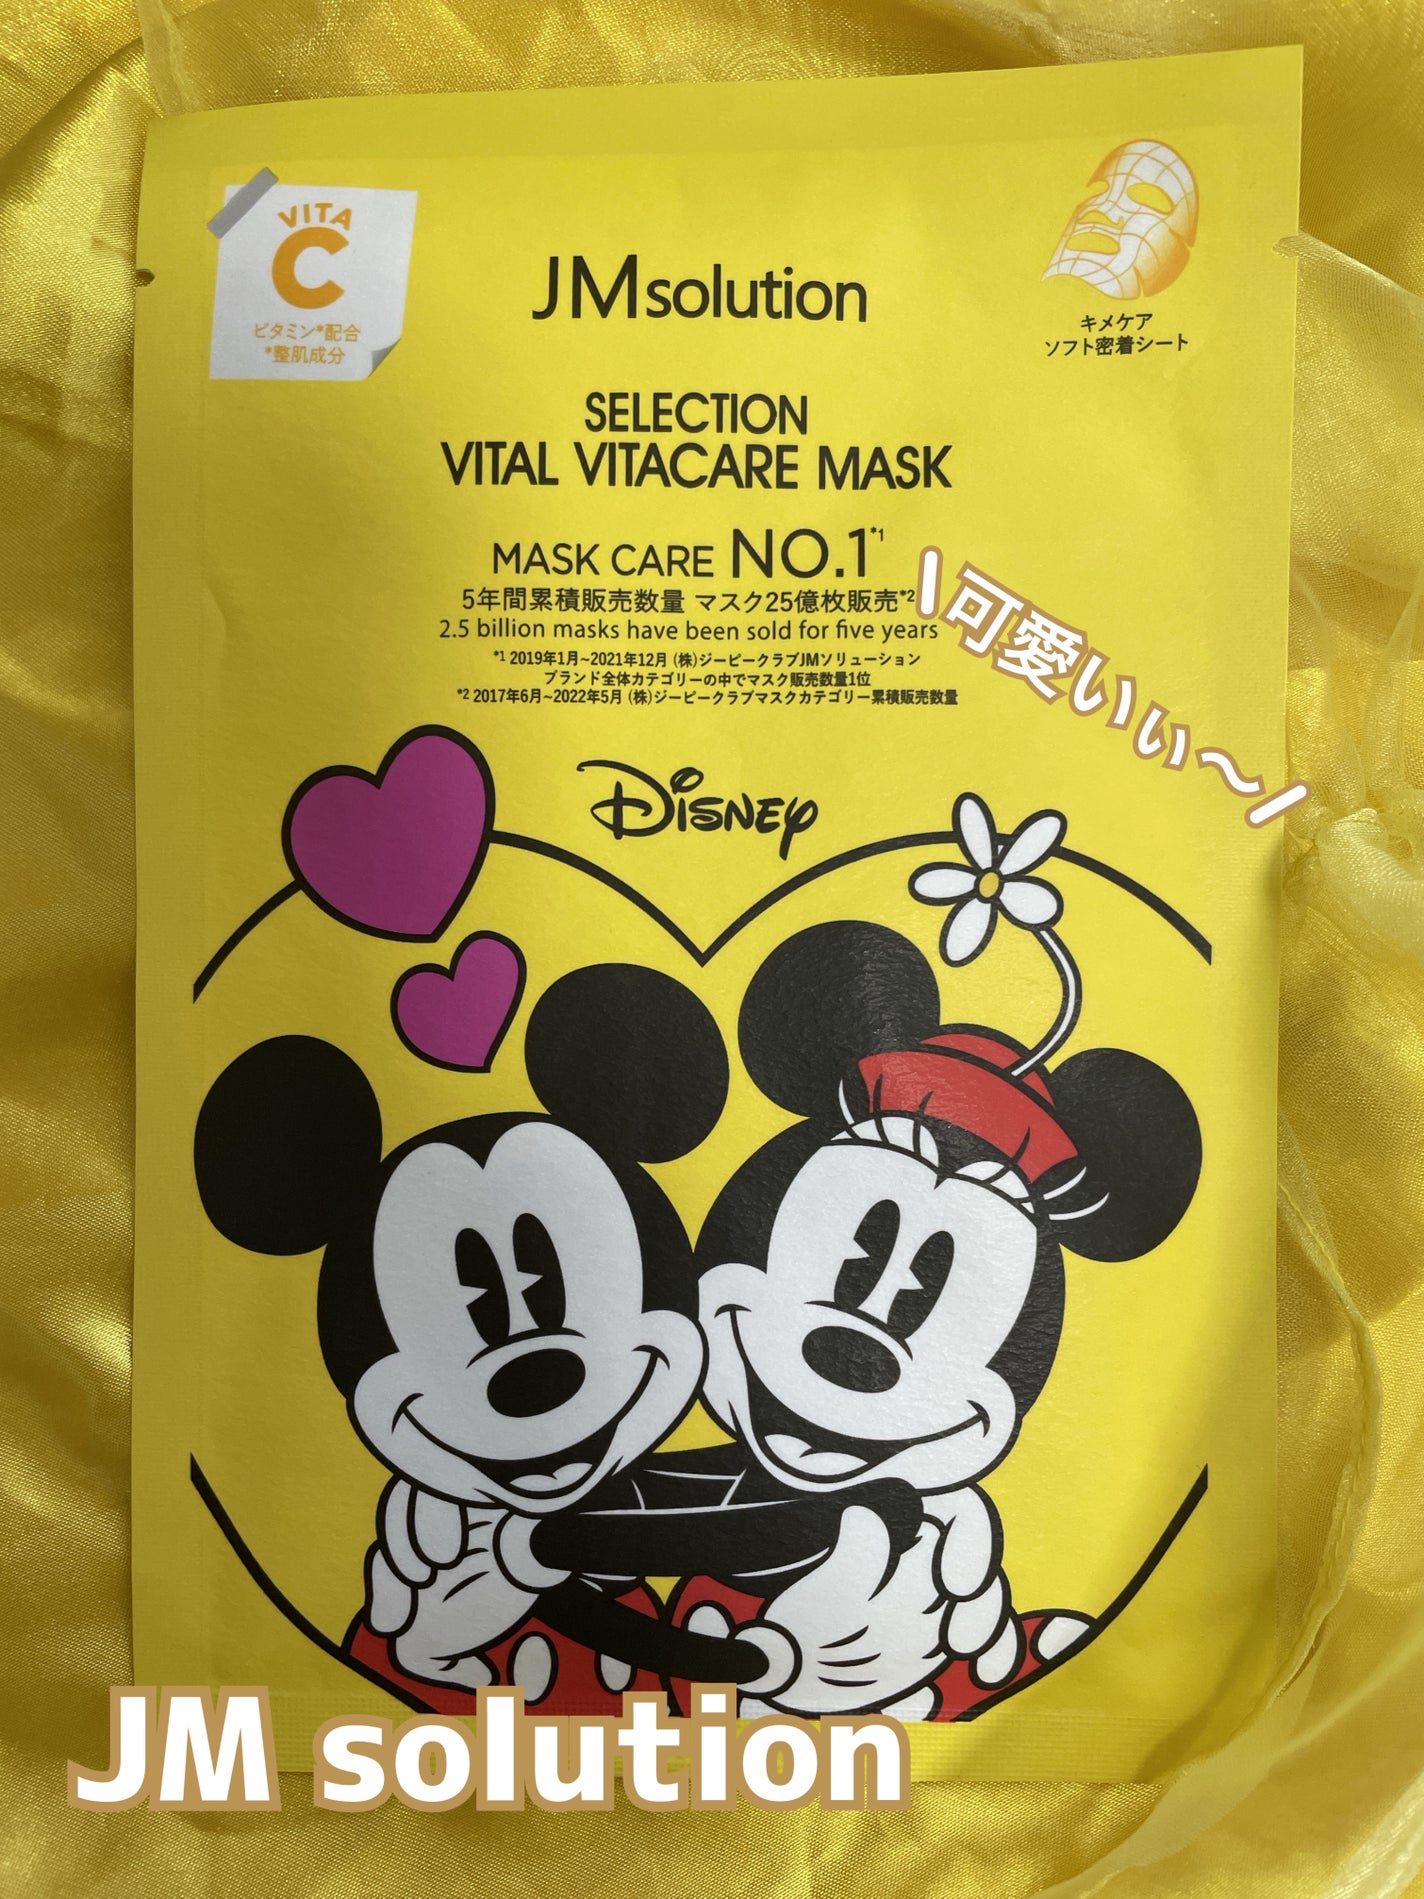 VITA
C
ビタミン*配合
*整肌成分
キメケア
ソフト密着シート
JMsolution
SELECTION
VITAL VITACARE MASK
MASK CARE NO.1*1
5年間累積販売数量 マスク25億枚販売*2
2.5 billion masks have been sold for five years
*1 2019年1月~2021年12月 (株)ジーピークラブJMソリューション
ブランド全体カテゴリーの中でマスク販売数量1位
*2 2017年6月~2022年5月 (株)ジーピークラブマスクカテゴリー累積販売数量
\可愛いぃ〜/
Disney
JM solution